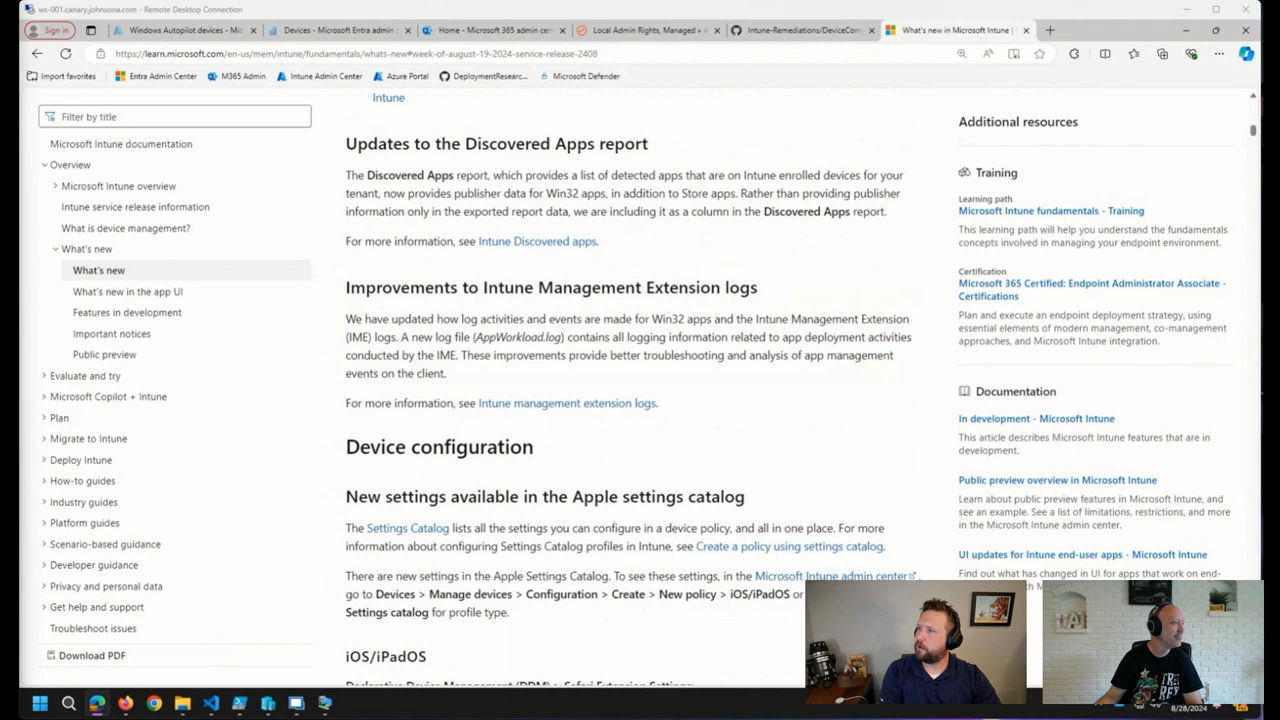 ws-001.canary.johnsona.com - Remote Desktop Connection
Sign in
Windows Autopilot devices - Mic
Devices - Microsoft Entra admin
Home - Microsoft 365 admin cen
Local Admin Rights, Managed »
Intune-Remediations/DeviceCom
What's new in Microsoft Intune |
https://learn.microsoft.com/en-us/mem/intune/fundamentals/whats-new#week-of-august-19-2024-service-release-2408
Import favorites
Entra Admin Center
M365 Admin
Intune Admin Center
Azure Portal
DeploymentResearc...
Microsoft Defender
Filter by title
Microsoft Intune documentation
Overview
Microsoft Intune overview
Intune service release information
What is device management?
What's new
What's new
What's new in the app UI
Features in development
Important notices
Public preview
Evaluate and try
Microsoft Copilot + Intune
Plan
Migrate to Intune
Deploy Intune
How-to guides
Industry guides
Platform guides
Scenario-based guidance
Developer guidance
Privacy and personal data
Get help and support
Troubleshoot issues
Download PDF
Intune
Updates to the Discovered Apps report
The Discovered Apps report, which provides a list of detected apps that are on Intune enrolled devices for your
tenant, now provides publisher data for Win32 apps, in addition to Store apps. Rather than providing publisher
information only in the exported report data, we are including it as a column in the Discovered Apps report.
For more information, see Intune Discovered apps.
Improvements to Intune Management Extension logs
We have updated how log activities and events are made for Win32 apps and the Intune Management Extension
(IME) logs. A new log file (AppWorkload.log) contains all logging information related to app deployment activities
conducted by the IME. These improvements provide better troubleshooting and analysis of app management
events on the client.
For more information, see Intune management extension logs.
Device configuration
New settings available in the Apple settings catalog
The Settings Catalog lists all the settings you can configure in a device policy, and all in one place. For more
information about configuring Settings Catalog profiles in Intune, see Create a policy using settings catalog.
There are new settings in the Apple Settings Catalog. To see these settings, in the Microsoft Intune admin center,
go to Devices > Manage devices > Configuration > Create > New policy > iOS/iPadOS or
Settings catalog for profile type.
iOS/iPadOS
Declarative Device Management (DDM) > Safari Extension Settings:
Additional resources
Training
Learning path
Microsoft Intune fundamentals - Training
This learning path will help you understand the fundamentals
concepts involved in managing your endpoint environment.
Certification
Microsoft 365 Certified: Endpoint Administrator Associate -
Certifications
Plan and execute an endpoint deployment strategy, using
essential elements of modern management, co-management
approaches, and Microsoft Intune integration.
Documentation
In development - Microsoft Intune
This article describes Microsoft Intune features that are in
development.
Public preview overview in Microsoft Intune
Learn about public preview features in Microsoft Intune, and
see an example. See a list of limitations, restrictions, and more
in the Microsoft Intune admin center.
UI updates for Intune end-user apps - Microsoft Intune
Find out what has changed in UI for apps that work on end-
8/28/2024